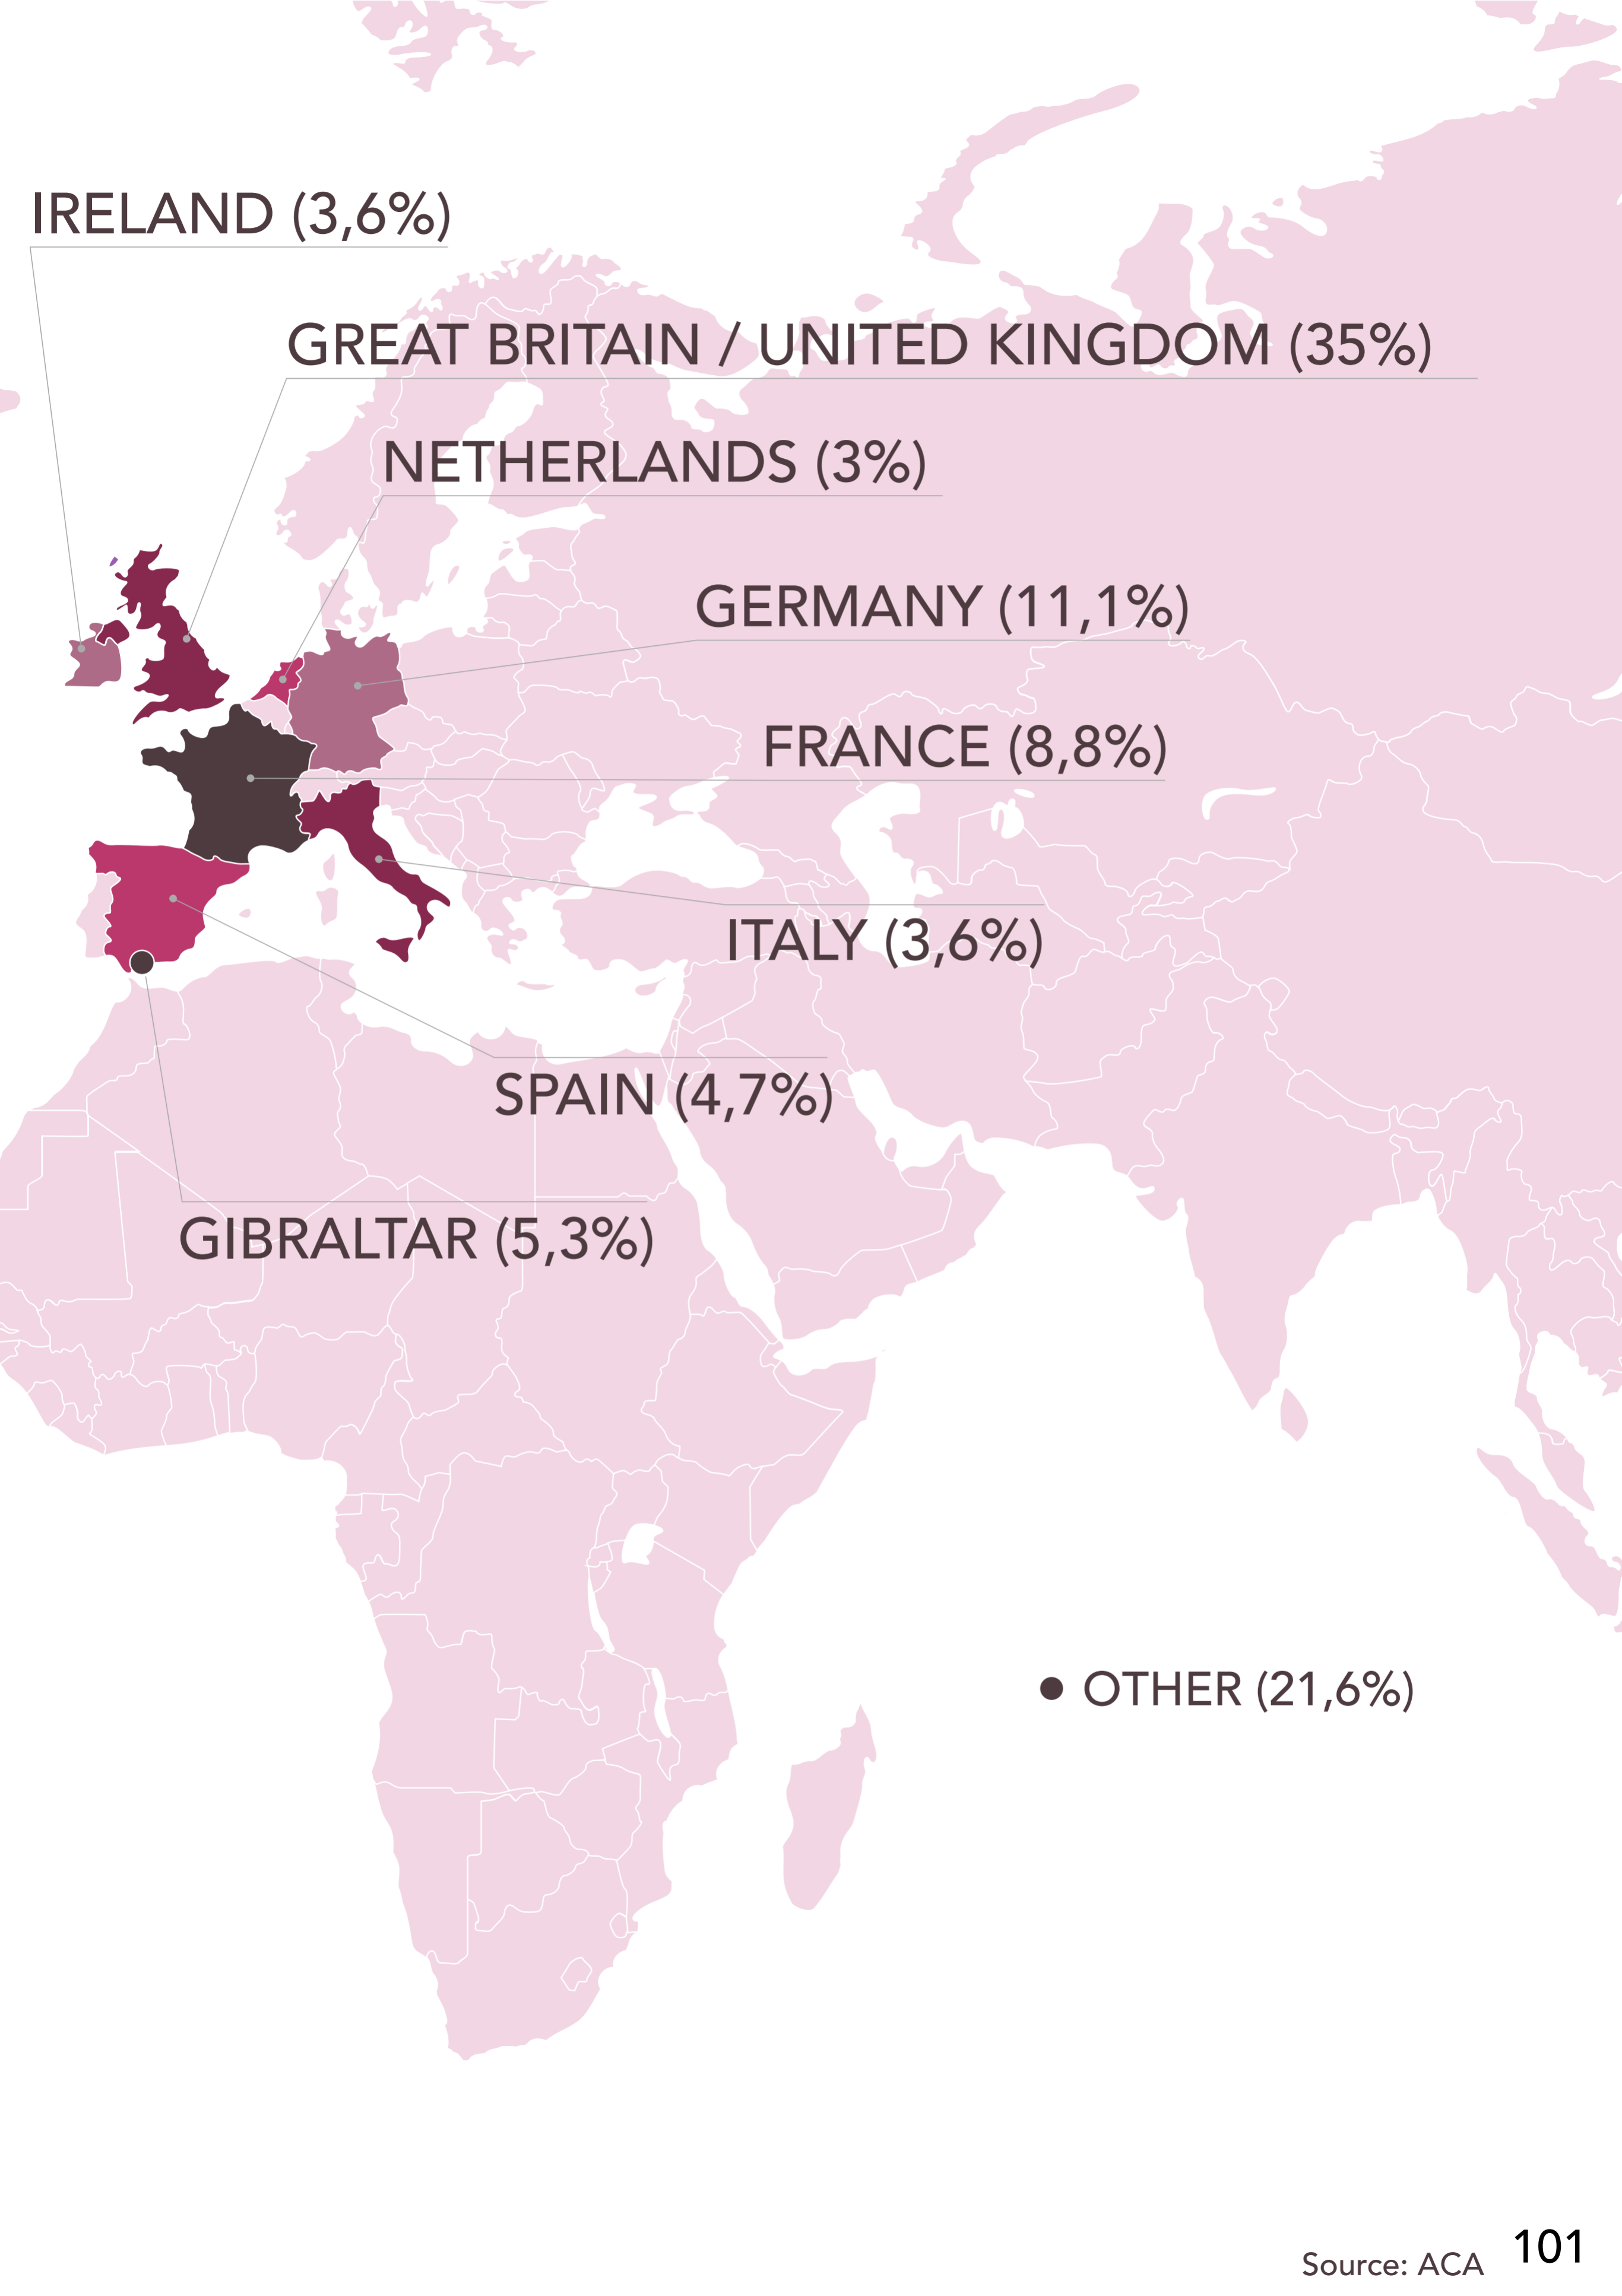 IRELAND (3,6%)
GREAT BRITAIN / UNITED KINGDOM (35%)
NETHERLANDS (3%)
GERMANY (11,1%)
FRANCE (8,8%)
ITALY (3,6%)
SPAIN (4,7%)
GIBRALTAR (5,3%)
OTHER (21,6%)
Source: ACA 101